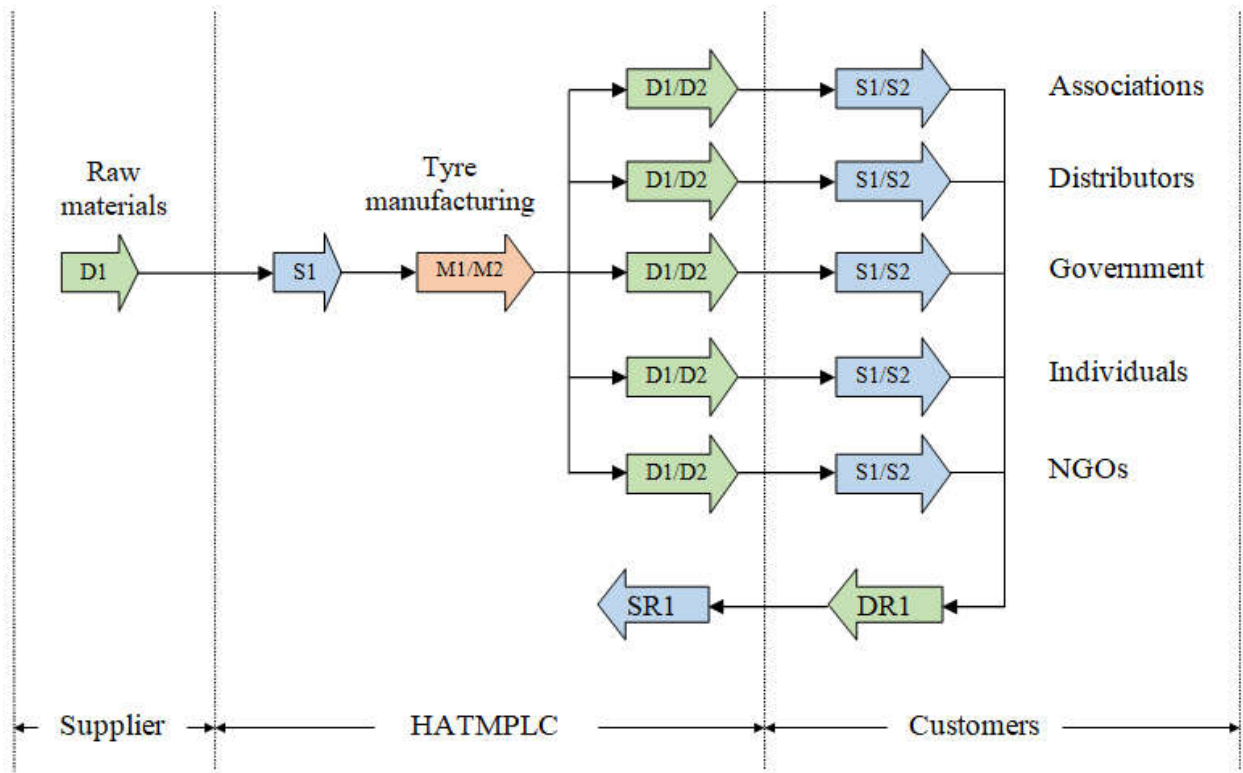 D1/D2
S1/S2
Associations
Raw
materials
Tyre
manufacturing
D1/D2
S1/S2
Distributors
D1
S1
M1/M2
D1/D2
S1/S2
Government
D1/D2
S1/S2
Individuals
D1/D2
S1/S2
NGOs
SR1
DR1
Supplier
HATMPLC
Customers